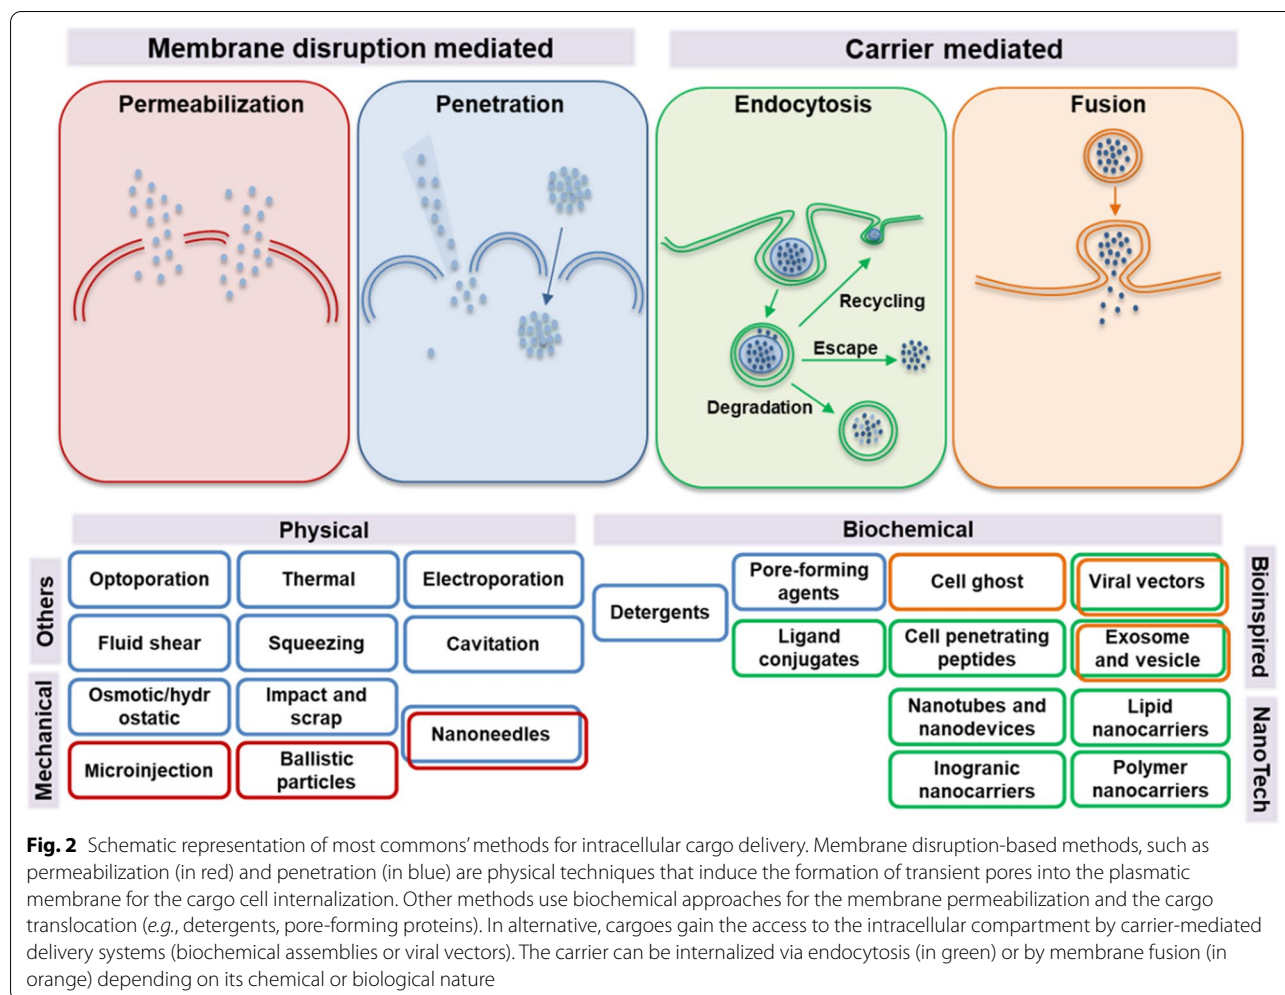 Membrane disruption mediated
Carrier mediated
Permeabilization
Penetration
Endocytosis
Fusion
Recycling
Escape
Degradation
Physical
Biochemical
Others
Mechanical
Optoporation
Thermal
Electroporation
Fluid shear
Squeezing
Cavitation
Osmotic/hydr
ostatic
Impact and
scrap
Nanoneedles
Microinjection
Ballistic
particles
Detergents
Pore-forming
agents
Cell ghost
Viral vectors
Ligand
conjugates
Cell penetrating
peptides
Exosome
and vesicle
Nanotubes and
nanodevices
Lipid
nanocarriers
Inogranic
nanocarriers
Polymer
nanocarriers
Bioinspired
NanoTech
Fig. 2 Schematic representation of most commons’ methods for intracellular cargo delivery. Membrane disruption-based methods, such as
permeabilization (in red) and penetration (in blue) are physical techniques that induce the formation of transient pores into the plasmatic
membrane for the cargo cell internalization. Other methods use biochemical approaches for the membrane permeabilization and the cargo
translocation (e.g., detergents, pore-forming proteins). In alternative, cargoes gain the access to the intracellular compartment by carrier-mediated
delivery systems (biochemical assemblies or viral vectors). The carrier can be internalized via endocytosis (in green) or by membrane fusion (in
orange) depending on its chemical or biological nature